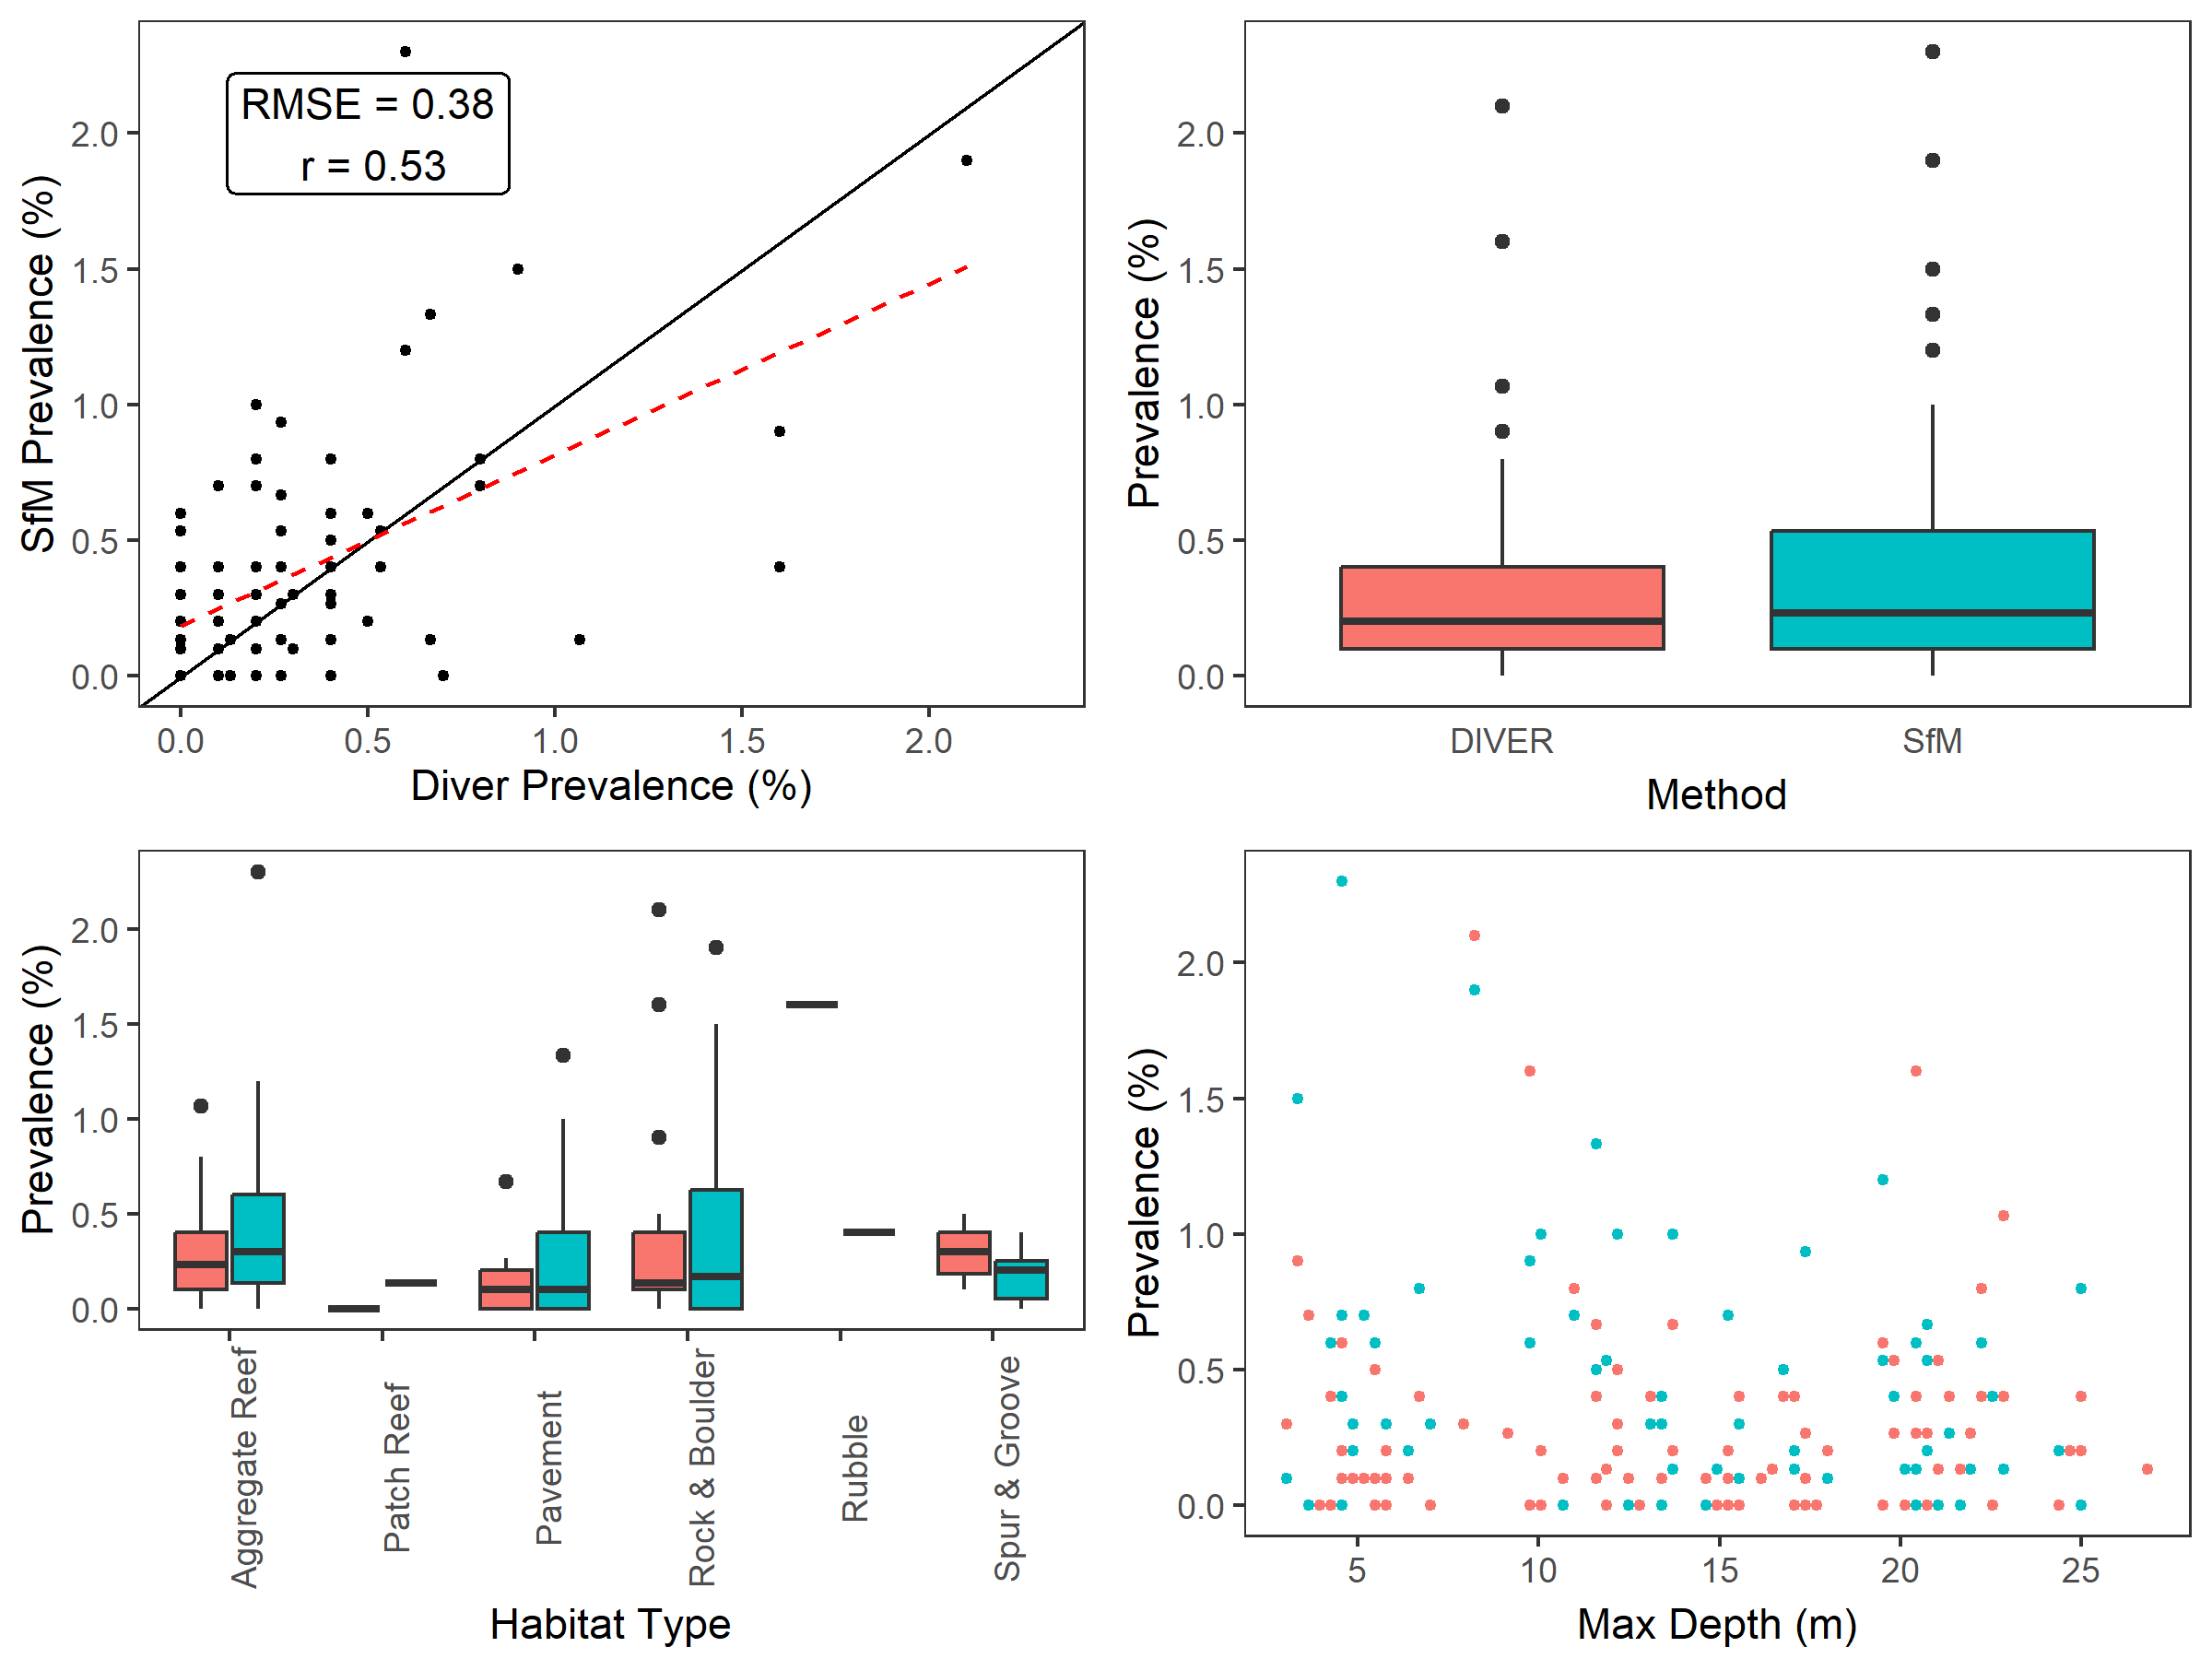 RMSE = 0.38
r = 0.53
SfM Prevalence (%)
2.0
1.5
1.0
0.5
0.0
0.0 0.5 1.0 1.5 2.0
Diver Prevalence (%)
Prevalence (%)
2.0
1.5
1.0
0.5
0.0
DIVER SfM
Method
Prevalence (%)
2.0
1.5
1.0
0.5
0.0
Aggregate Reef
Patch Reef
Pavement
Rock & Boulder
Rubble
Spur & Groove
Habitat Type
Prevalence (%)
2.0
1.5
1.0
0.5
0.0
5 10 15 20 25
Max Depth (m)